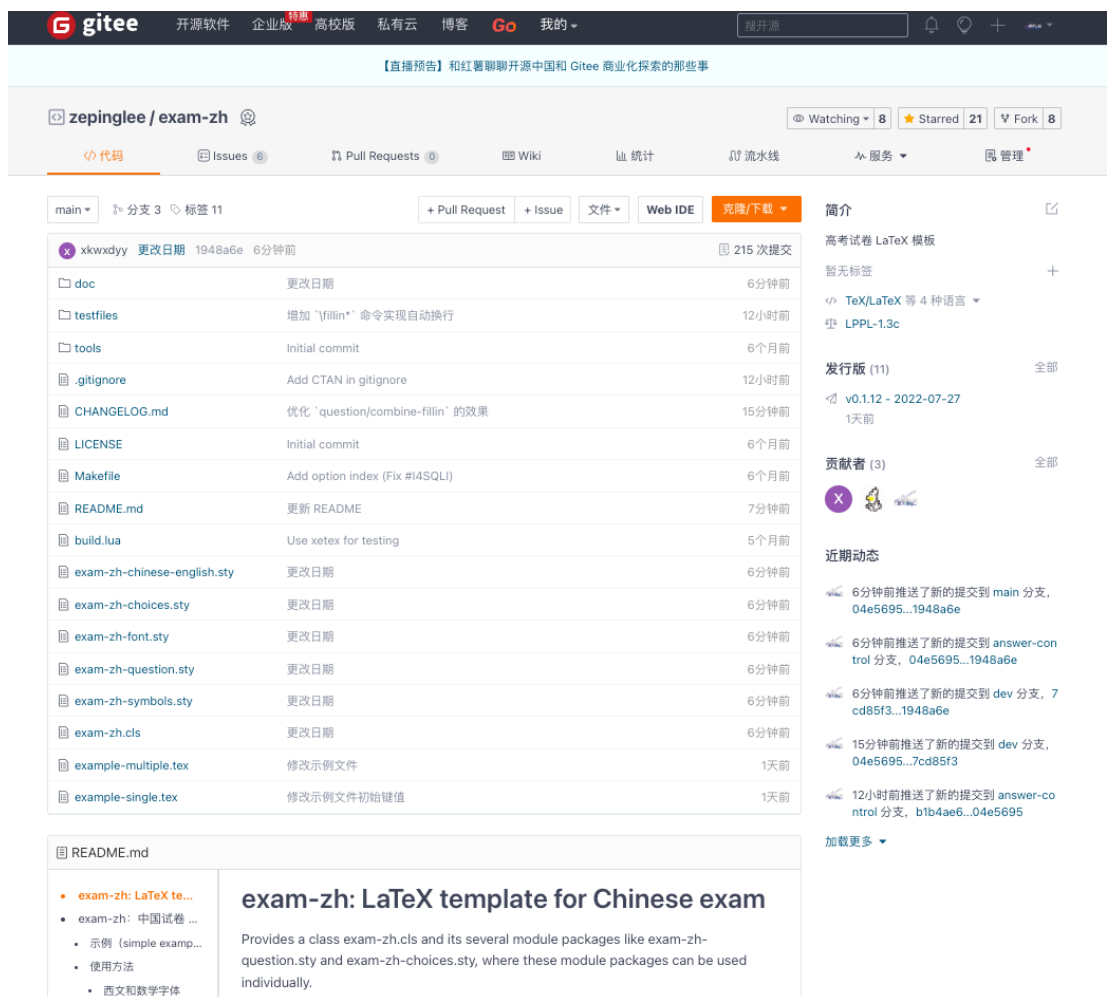 gitee 开源软件 企业版 特惠 高校版 私有云 博客 Go 我的 搜开源
【直播预告】和红薯聊聊开源中国和 Gitee 商业化探索的那些事
zepinglee / exam-zh Watching 8 Starred 21 Fork 8
代码 Issues 6 Pull Requests 0 Wiki 统计 流水线 服务 管理
main 分支 3 标签 11 + Pull Request + Issue 文件 Web IDE 克隆/下载
xkwxdyy 更改日期 1948a6e 6分钟前 215 次提交
doc 更改日期 6分钟前
testfiles 增加 `\fillin*` 命令实现自动换行 12小时前
tools Initial commit 6个月前
.gitignore Add CTAN in gitignore 12小时前
CHANGELOG.md 优化 `question/combine-fillin` 的效果 15分钟前
LICENSE Initial commit 6个月前
Makefile Add option index (Fix #I4SQLI) 6个月前
README.md 更新 README 7分钟前
build.lua Use xetex for testing 5个月前
exam-zh-chinese-english.sty 更改日期 6分钟前
exam-zh-choices.sty 更改日期 6分钟前
exam-zh-font.sty 更改日期 6分钟前
exam-zh-question.sty 更改日期 6分钟前
exam-zh-symbols.sty 更改日期 6分钟前
exam-zh.cls 更改日期 6分钟前
example-multiple.tex 修改示例文件 1天前
example-single.tex 修改示例文件初始键值 1天前
简介
高考试卷 LaTeX 模板
暂无标签
TeX/LaTeX 等 4 种语言
LPPL-1.3c
发行版 (11) 全部
v0.1.12 - 2022-07-27
1天前
贡献者 (3) 全部
X
近期动态
6分钟前推送了新的提交到 main 分支，
04e5695...1948a6e
6分钟前推送了新的提交到 answer-con
trol 分支，04e5695...1948a6e
6分钟前推送了新的提交到 dev 分支，7
cd85f3...1948a6e
15分钟前推送了新的提交到 dev 分支，
04e5695...7cd85f3
12小时前推送了新的提交到 answer-co
ntrol 分支，b1b4ae6...04e5695
加载更多
README.md
exam-zh: LaTeX te...
exam-zh：中国试卷 ...
示例（simple examp...
使用方法
西文和数学字体
exam-zh: LaTeX template for Chinese exam
Provides a class exam-zh.cls and its several module packages like exam-zh-
question.sty and exam-zh-choices.sty, where these module packages can be used
individually.